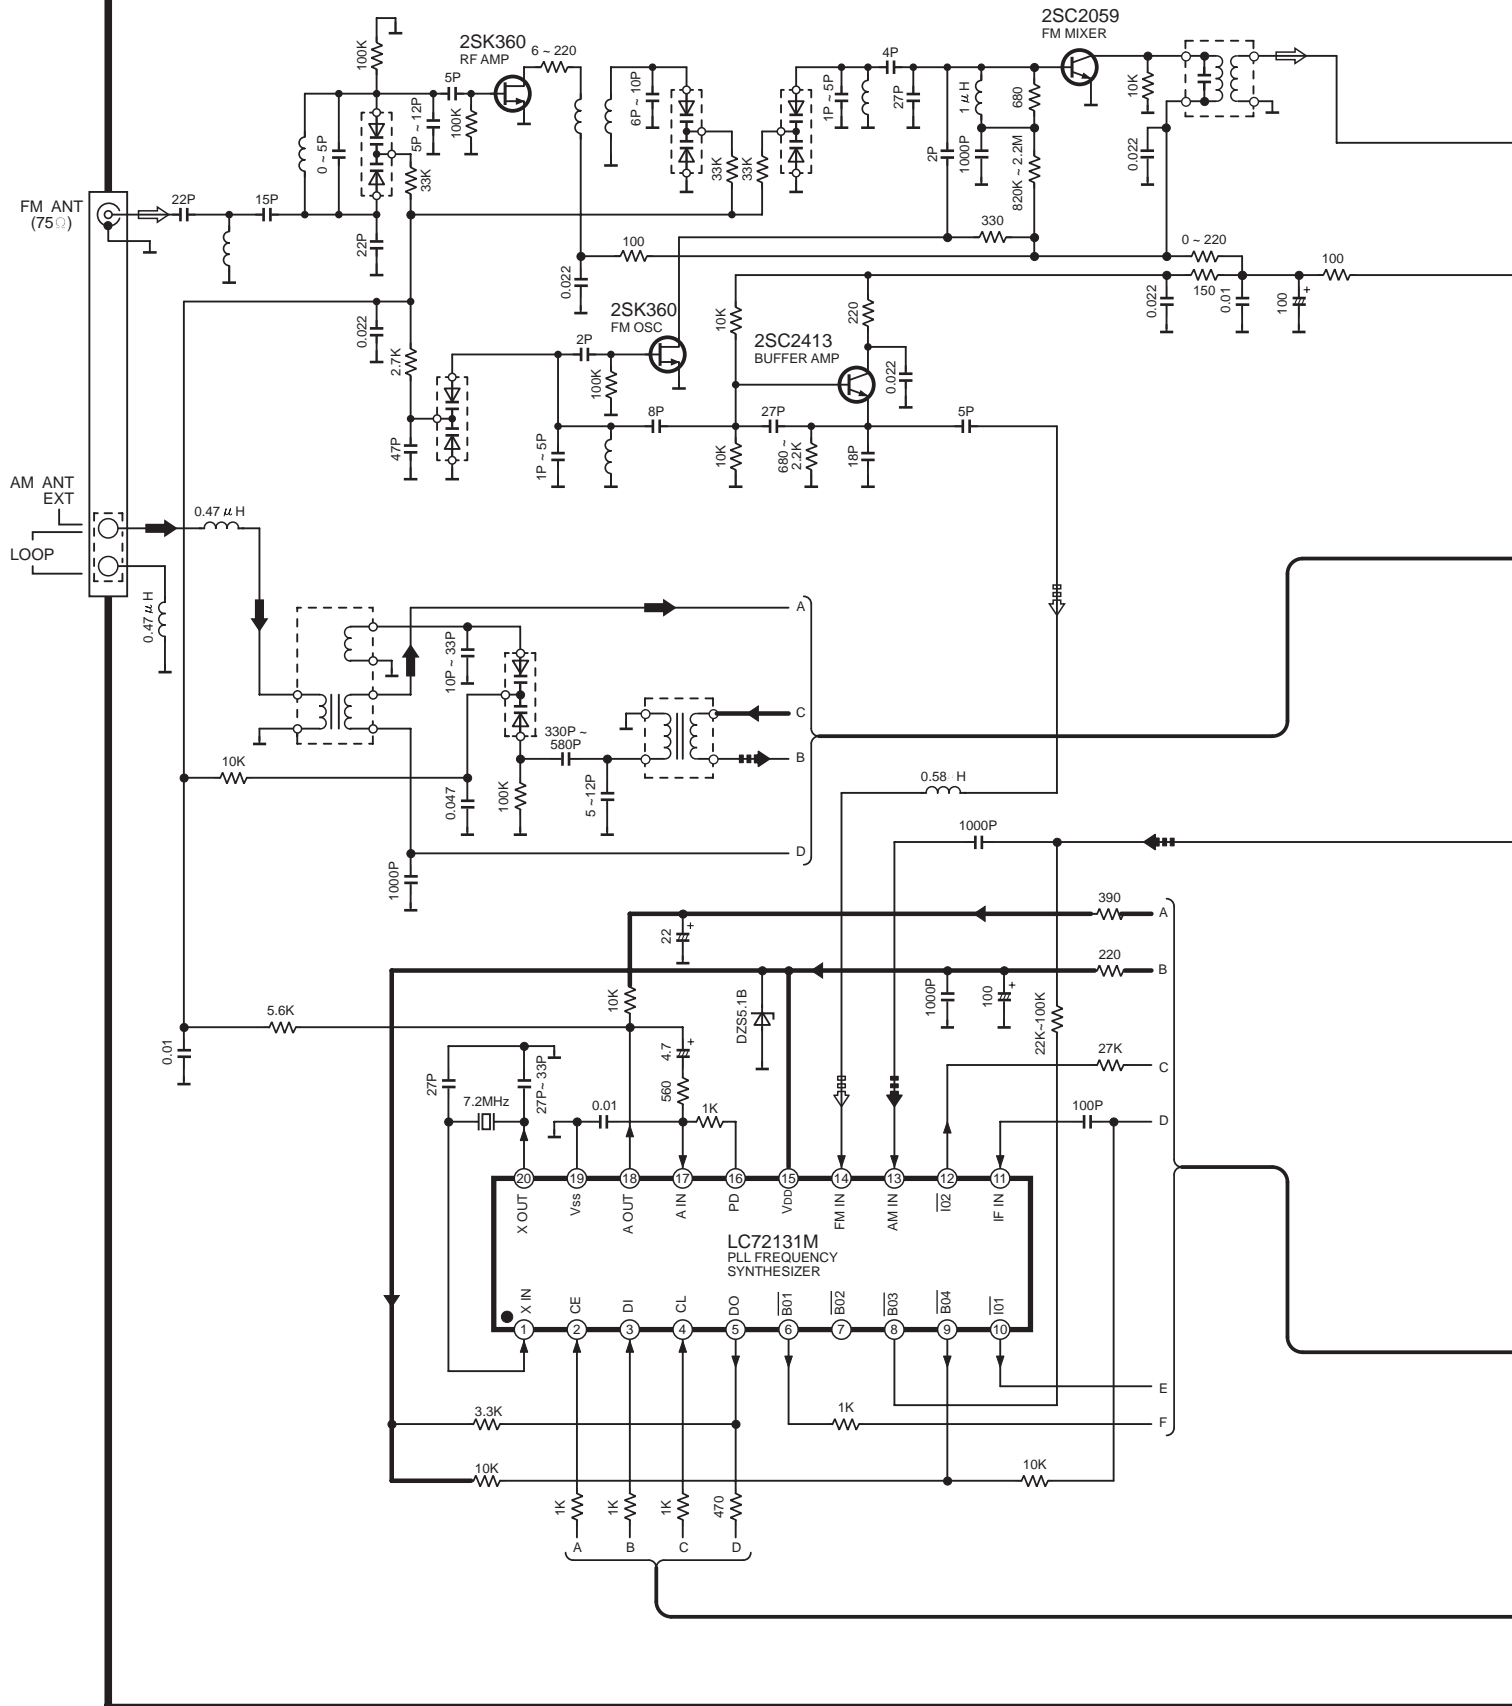 2SC2059
FM MIXER
2SK360
RF AMP
6 ~ 220
4P
100K
5P
6P ~ 10P
1P ~ 5P
27P
1 μ H
680
10K
0 ~ 5P
5P ~ 12P
100K
33K
33K
33K
2P
1000P
820K ~ 2.2M
0.022
FM ANT
(75Ω)
22P
15P
22P
100
330
0 ~ 220
150
100
0.022
0.022
0.01
100
+
0.022
2.7K
2SK360
FM OSC
2P
100K
10K
220
2SC2413
BUFFER AMP
0.022
47P
8P
27P
5P
1P ~ 5P
10K
680 ~
2.2K
18P
AM ANT
EXT
LOOP
0.47 μ H
0.47 μ H
A
10P ~ 33P
C
330P ~
580P
B
10K
0.047
100K
5 ~12P
0.58 H
1000P
D
1000P
390
A
22
+
220
B
10K
DZS5.1B
1000P
100
+
22K~100K
5.6K
0.01
4.7
+
27K
C
27P
27P~ 33P
7.2MHz
560
0.01
1K
100P
D
20
19
18
17
16
15
14
13
12
11
X OUT
Vss
A OUT
A IN
PD
VDD
FM IN
AM IN
I02
IF IN
LC72131M
PLL FREQUENCY
SYNTHESIZER
X IN
CE
DI
CL
DO
B01
B02
B03
B04
I01
1
2
3
4
5
6
7
8
9
10
E
3.3K
1K
F
10K
10K
1K
1K
1K
470
A
B
C
D